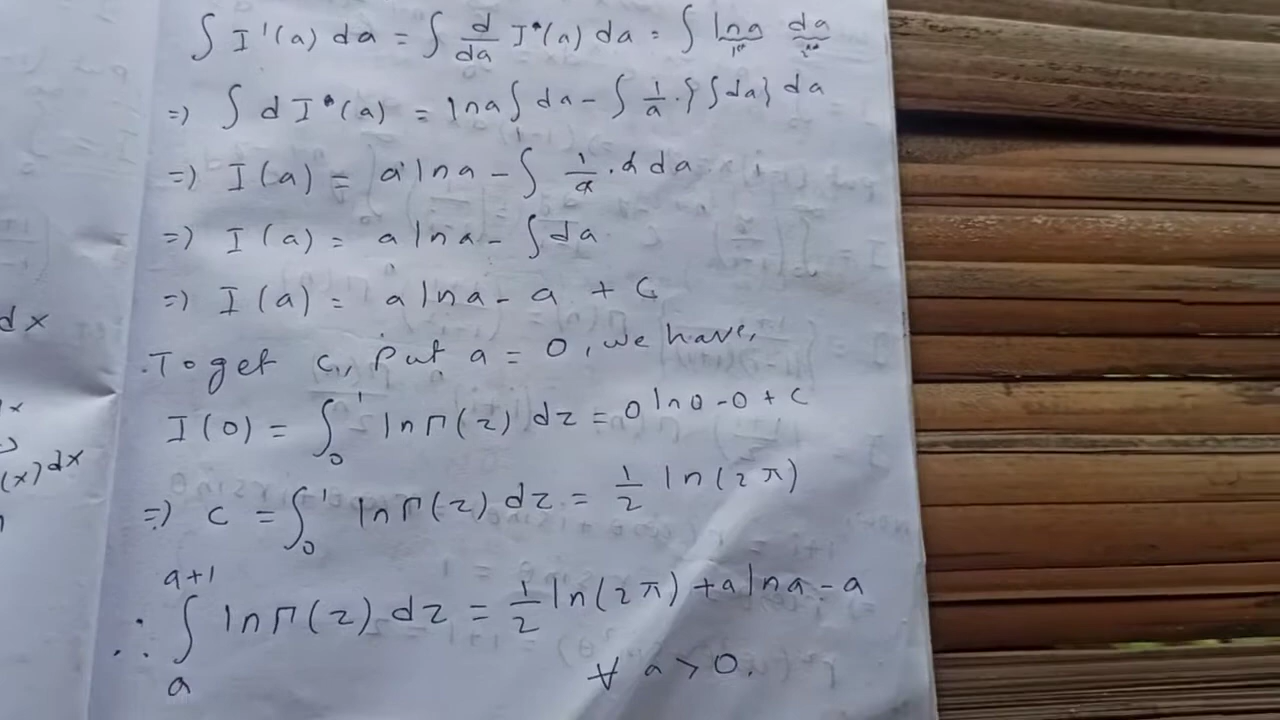 ∫ I'(a) da = ∫ d/da I(a) da = ∫ ln a da
=> ∫ d I(a) = ln a ∫ da - ∫ 1/a · {∫ da} da
=> I(a) = a ln a - ∫ 1/a · a da
=> I(a) = a ln a - ∫ da
=> I(a) = a ln a - a + c
dx
To get c, put a = 0, we have,
I(0) = ∫₀¹ ln Γ(z) dz = 0 ln 0 - 0 + c
(x) dx
=> c = ∫₀¹ ln Γ(z) dz = 1/2 ln(2π)
∴ ∫ₐᵃ⁺¹ ln Γ(z) dz = 1/2 ln(2π) + a ln a - a
∀ a > 0.